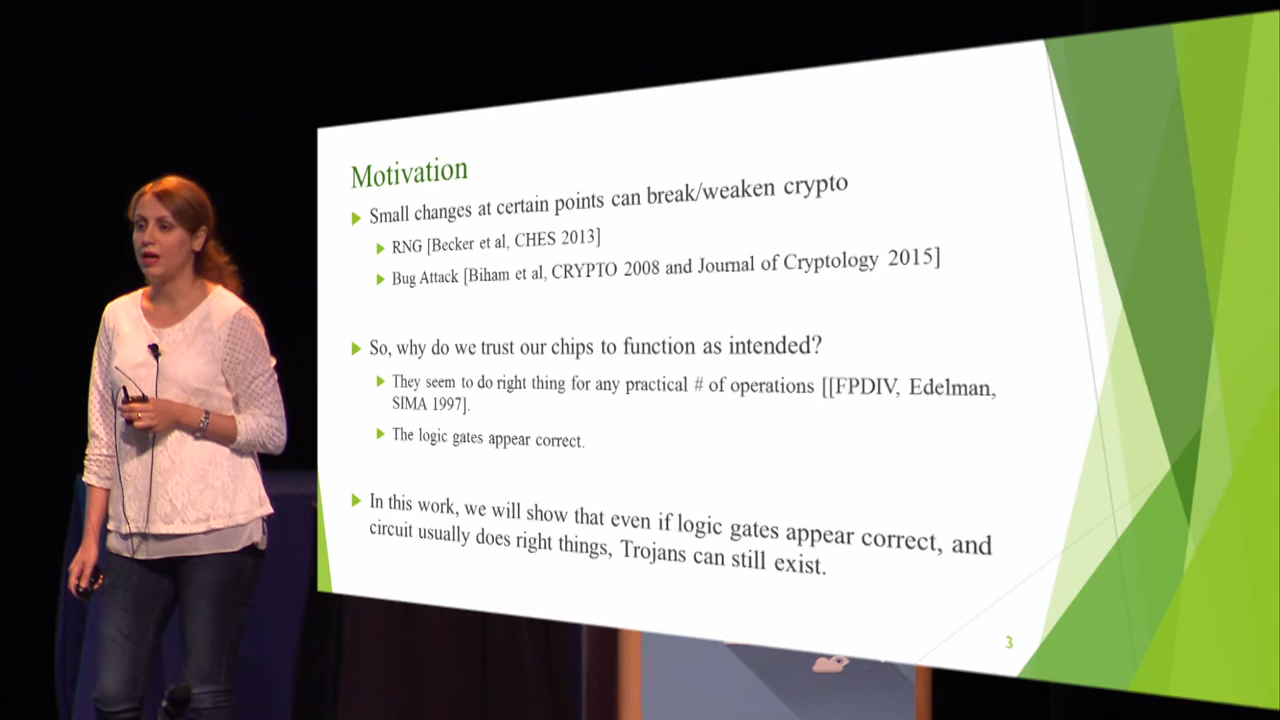 Motivation
Small changes at certain points can break/weaken crypto
RNG [Becker et al, CHES 2013]
Bug Attack [Biham et al, CRYPTO 2008 and Journal of Cryptology 2015]
So, why do we trust our chips to function as intended?
They seem to do right thing for any practical # of operations [[FPDIV, Edelman,
SIMA 1997].
The logic gates appear correct.
In this work, we will show that even if logic gates appear correct, and
circuit usually does right things, Trojans can still exist.
3